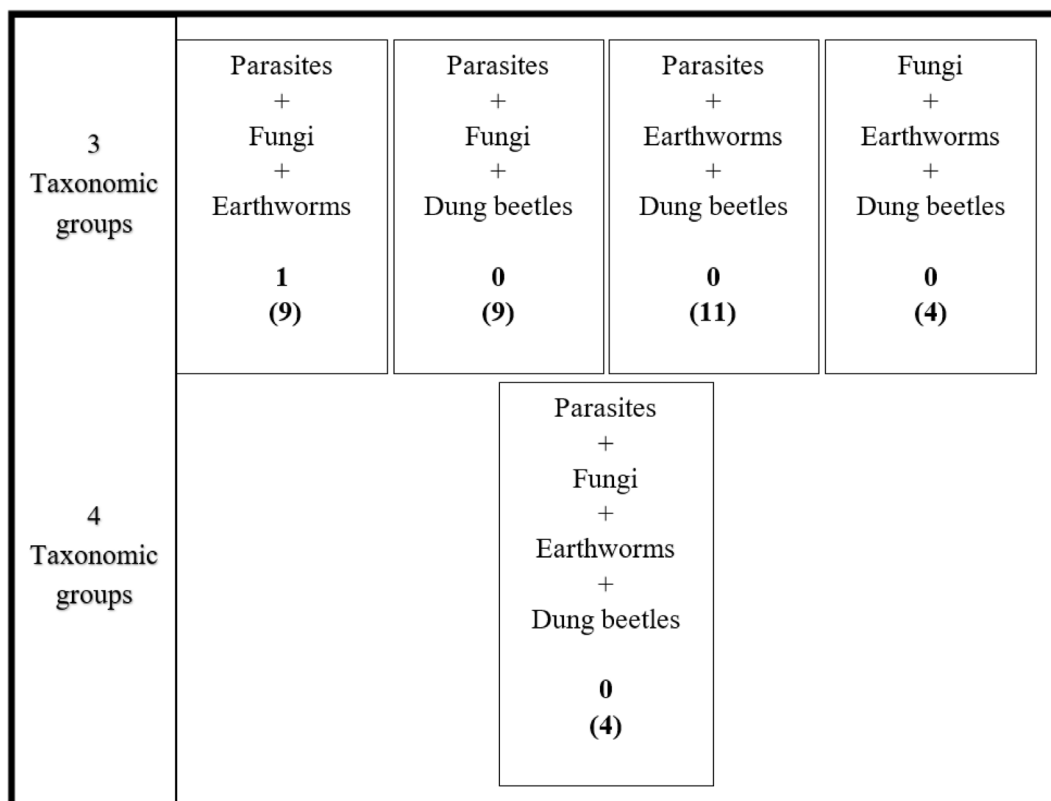 3
Taxonomic
groups
Parasites
+
Fungi
+
Earthworms
1
(9)
Parasites
+
Fungi
+
Dung beetles
0
(9)
Parasites
+
Earthworms
+
Dung beetles
0
(11)
Fungi
+
Earthworms
+
Dung beetles
0
(4)
4
Taxonomic
groups
Parasites
+
Fungi
+
Earthworms
+
Dung beetles
0
(4)